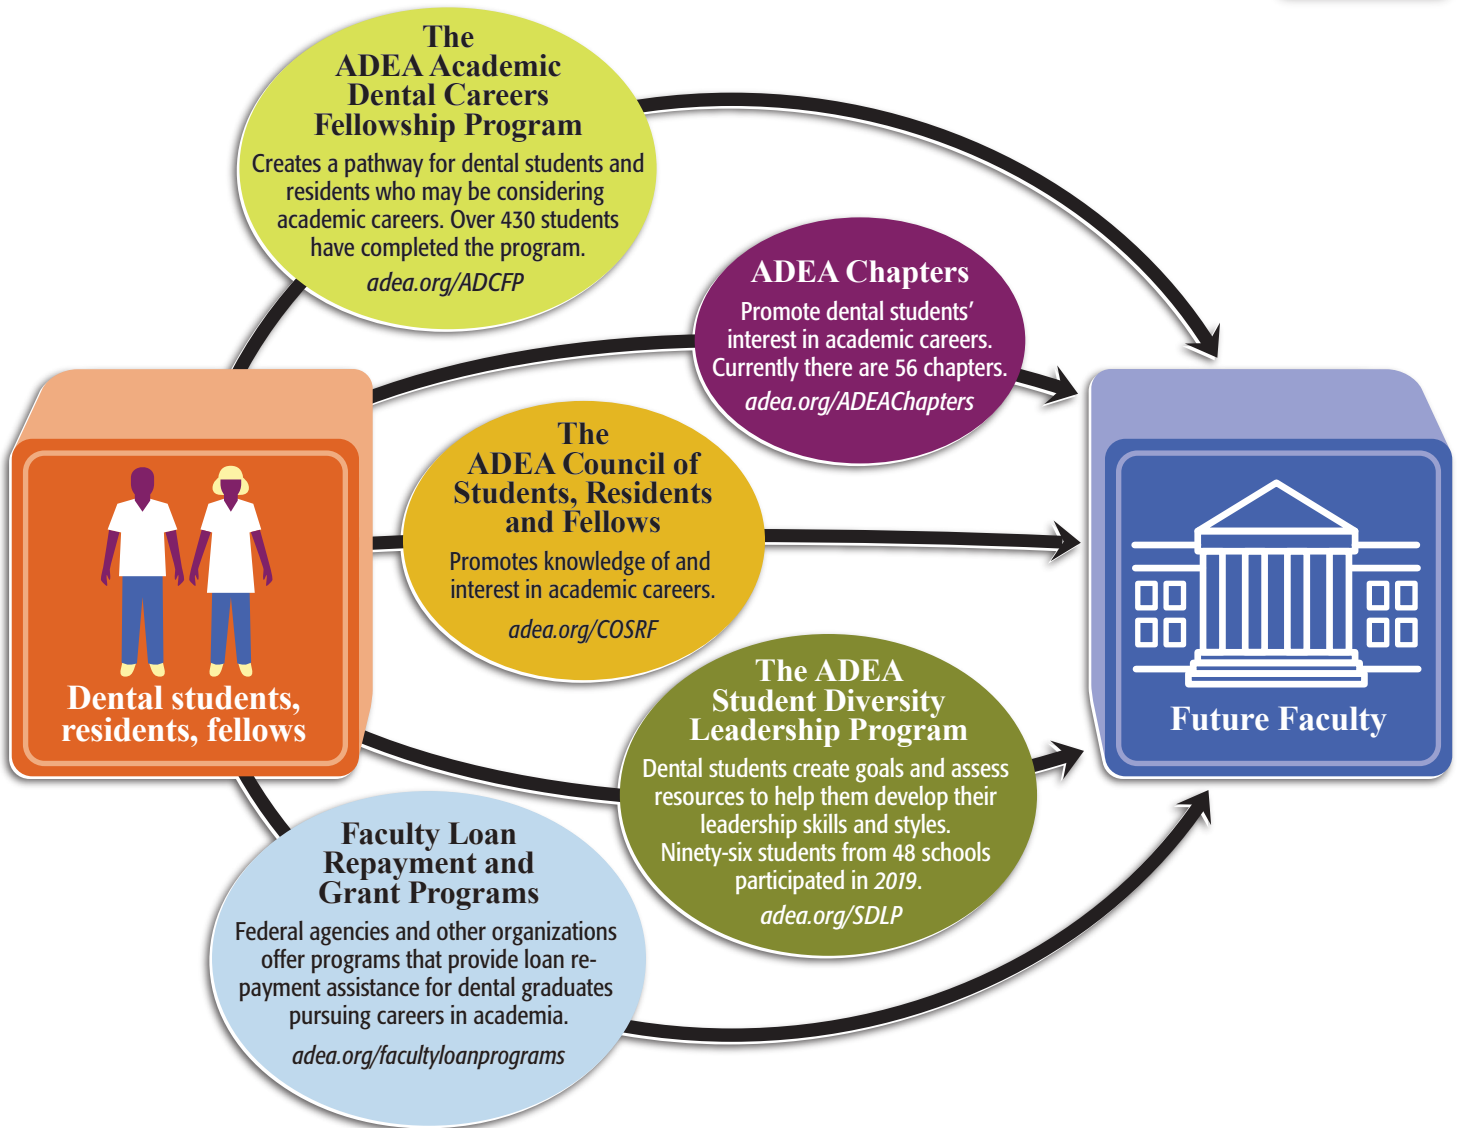 The
ADEA Academic
Dental Careers
Fellowship Program
Creates a pathway for dental students and
residents who may be considering
academic careers. Over 430 students
have completed the program.
adea.org/ADCFP
ADEA Chapters
Promote dental students’
interest in academic careers.
Currently there are 56 chapters.
adea.org/ADEAChapters
The
ADEA Council of
Students, Residents
and Fellows
Promotes knowledge of and
interest in academic careers.
adea.org/COSRF
Dental students,
residents, fellows
The ADEA
Student Diversity
Leadership Program
Dental students create goals and assess
resources to help them develop their
leadership skills and styles.
Ninety-six students from 48 schools
participated in 2019.
adea.org/SDLP
Future Faculty
Faculty Loan
Repayment and
Grant Programs
Federal agencies and other organizations
offer programs that provide loan re-
payment assistance for dental graduates
pursuing careers in academia.
adea.org/facultyloanprograms